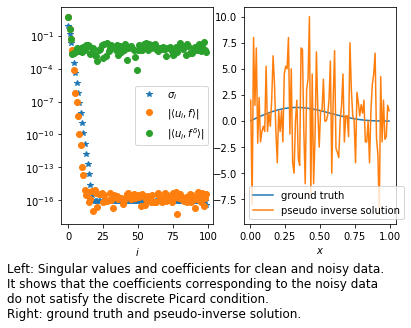 10⁻¹
10⁻⁴
10⁻⁷
10⁻¹⁰
10⁻¹³
10⁻¹⁶
0 25 50 75 100
i
σᵢ
|⟨uᵢ, f⟩|
|⟨uᵢ, f^δ⟩|
10.0
7.5
5.0
2.5
0.0
−2.5
−5.0
−7.5
0.00 0.25 0.50 0.75 1.00
x
ground truth
pseudo inverse solution
Left: Singular values and coefficients for clean and noisy data.
It shows that the coefficients corresponding to the noisy data
do not satisfy the discrete Picard condition.
Right: ground truth and pseudo-inverse solution.